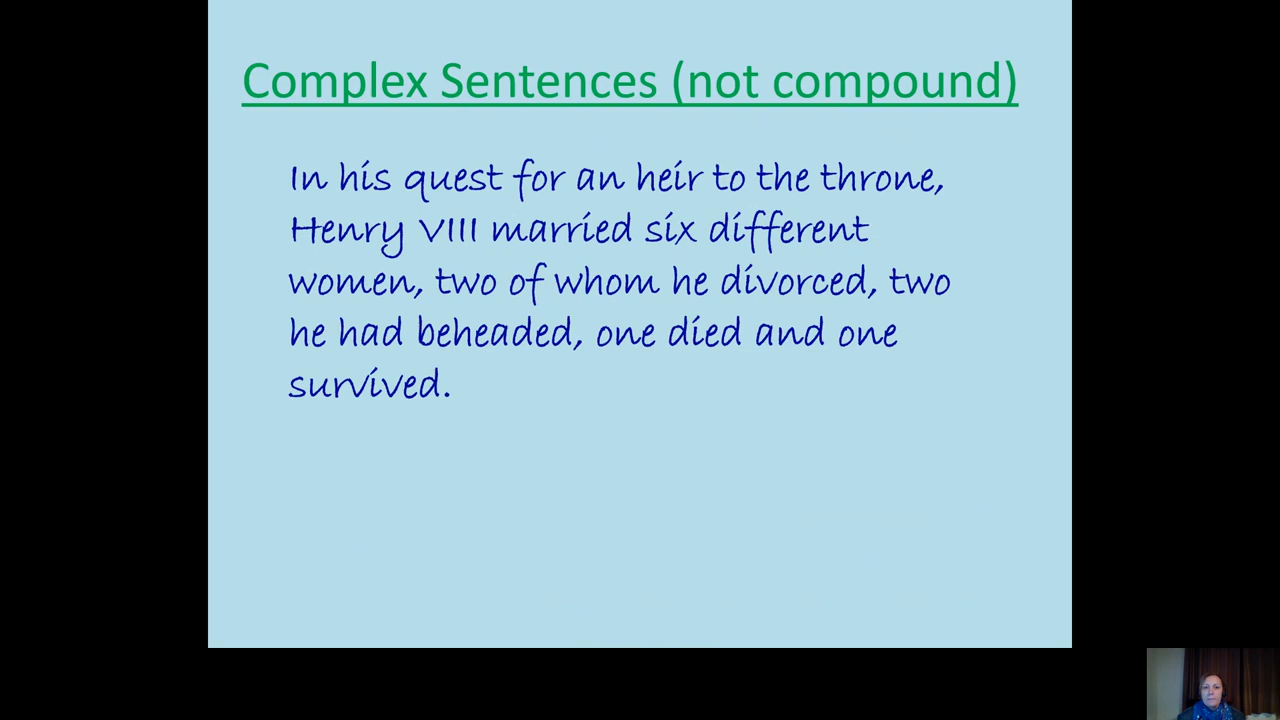 Complex Sentences (not compound)
In his quest for an heir to the throne,
Henry VIII married six different
women, two of whom he divorced, two
he had beheaded, one died and one
survived.